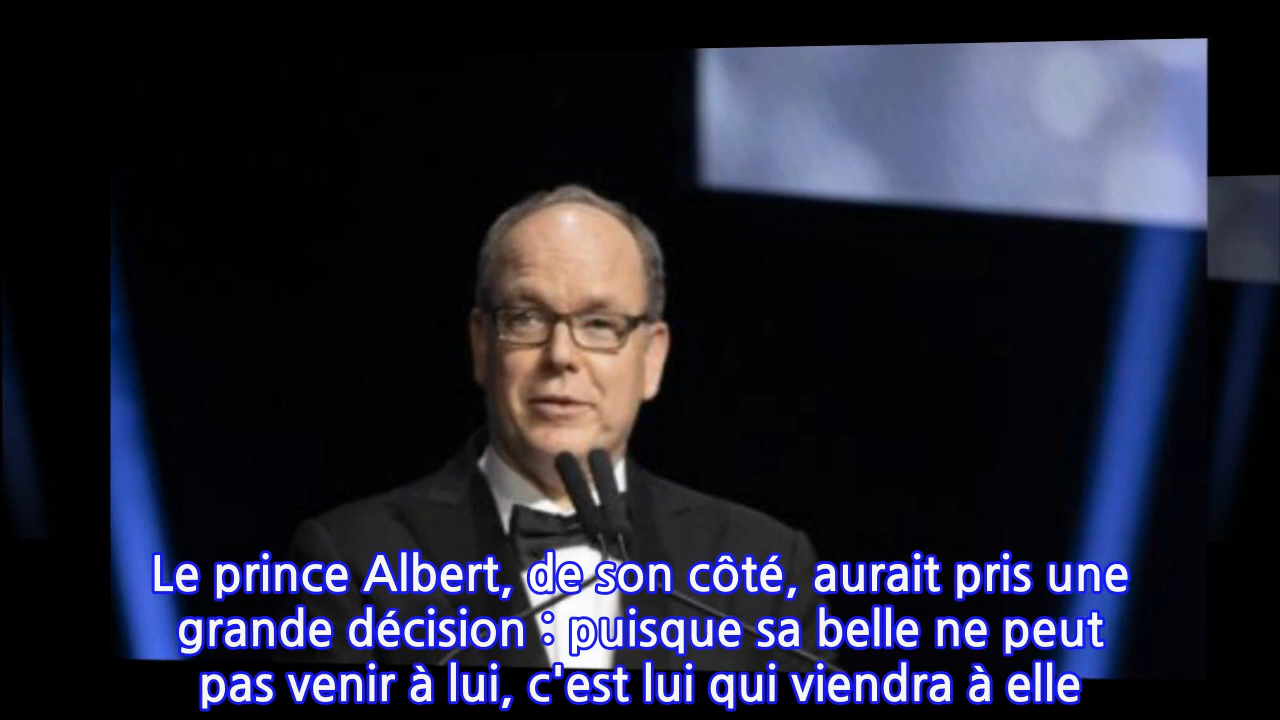 Le prince Albert, de son côté, aurait pris une
grande décision : puisque sa belle ne peut
pas venir à lui, c'est lui qui viendra à elle